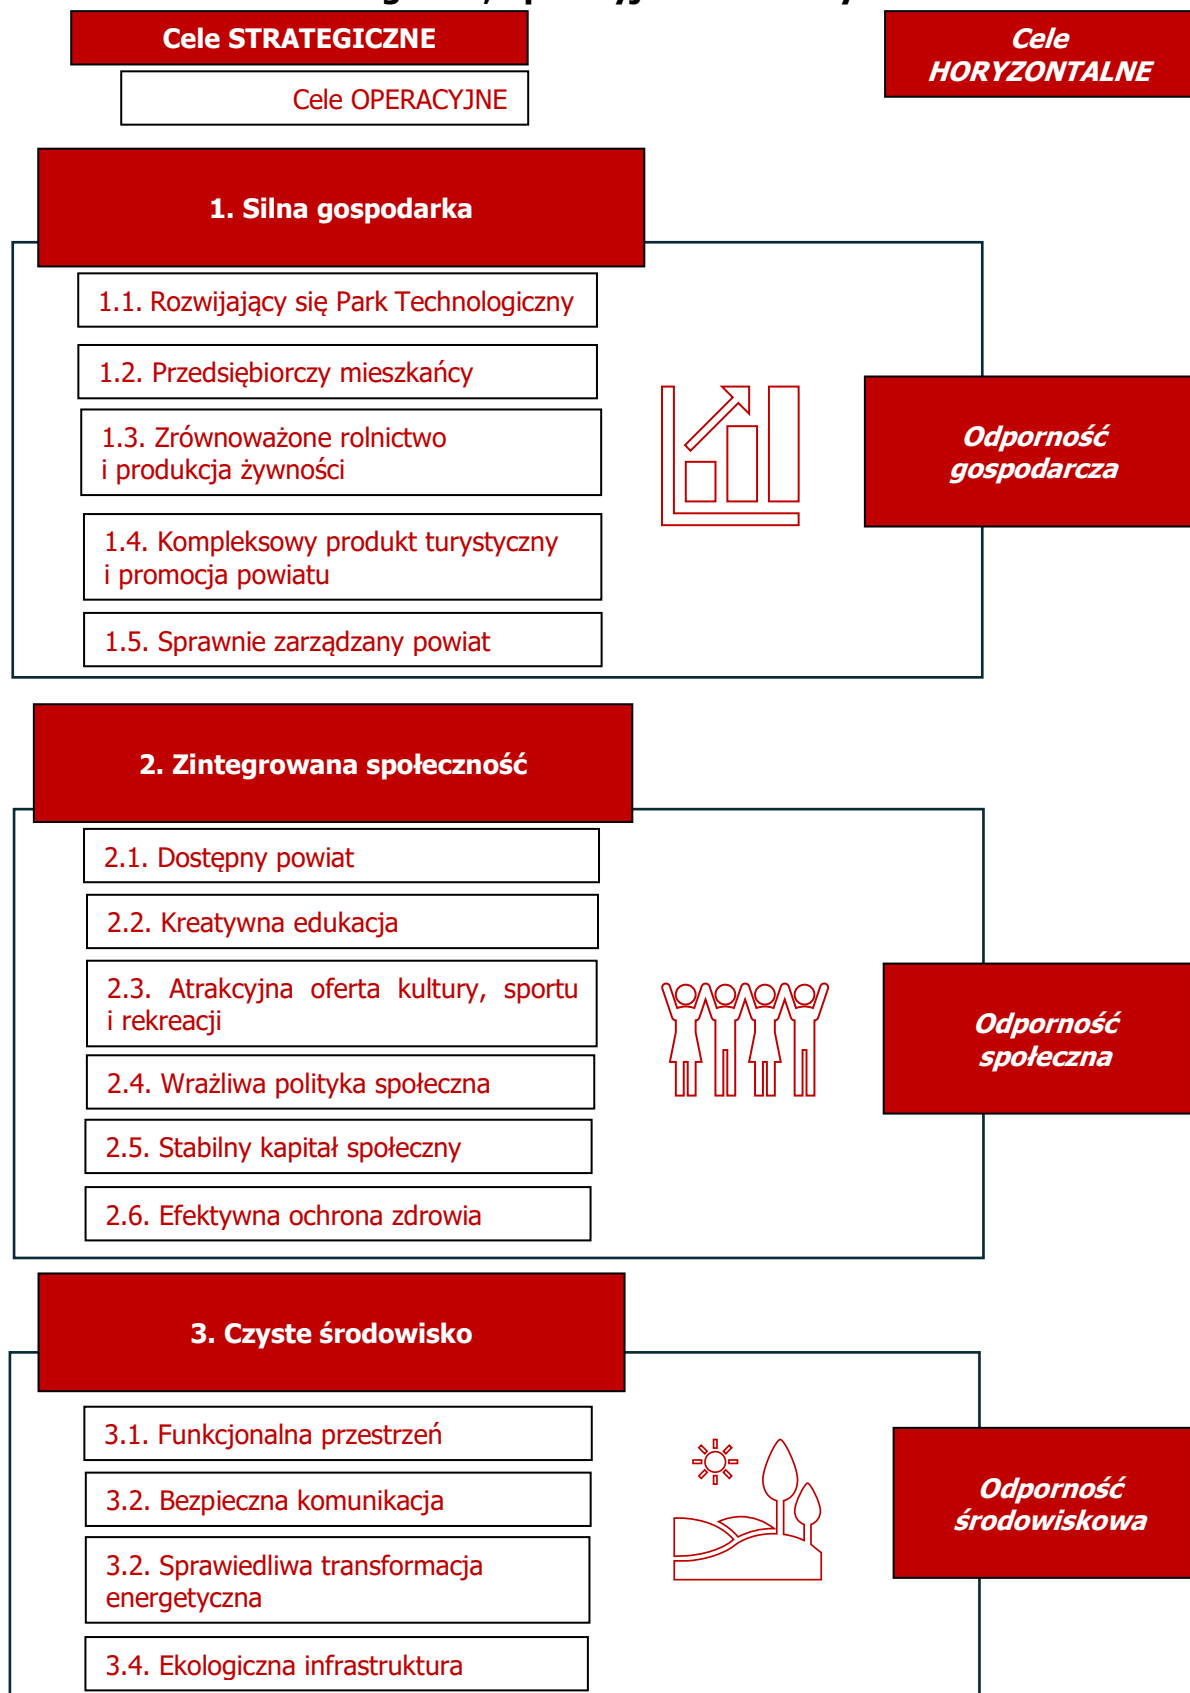 Cele STRATEGICZNE
Cele
HORYZONTALNE
Cele OPERACYJNE
1. Silna gospodarka
1.1. Rozwijający się Park Technologiczny
1.2. Przedsiębiorczy mieszkańcy
1.3. Zrównoważone rolnictwo
i produkcja żywności
1.4. Kompleksowy produkt turystyczny
i promocja powiatu
1.5. Sprawnie zarządzany powiat
Odporność
gospodarcza
2. Zintegrowana społeczność
2.1. Dostępny powiat
2.2. Kreatywna edukacja
2.3. Atrakcyjna oferta kultury, sportu
i rekreacji
2.4. Wrażliwa polityka społeczna
2.5. Stabilny kapitał społeczny
2.6. Efektywna ochrona zdrowia
Odporność
społeczna
3. Czyste środowisko
3.1. Funkcjonalna przestrzeń
3.2. Bezpieczna komunikacja
3.2. Sprawiedliwa transformacja
energetyczna
3.4. Ekologiczna infrastruktura
Odporność
środowiskowa